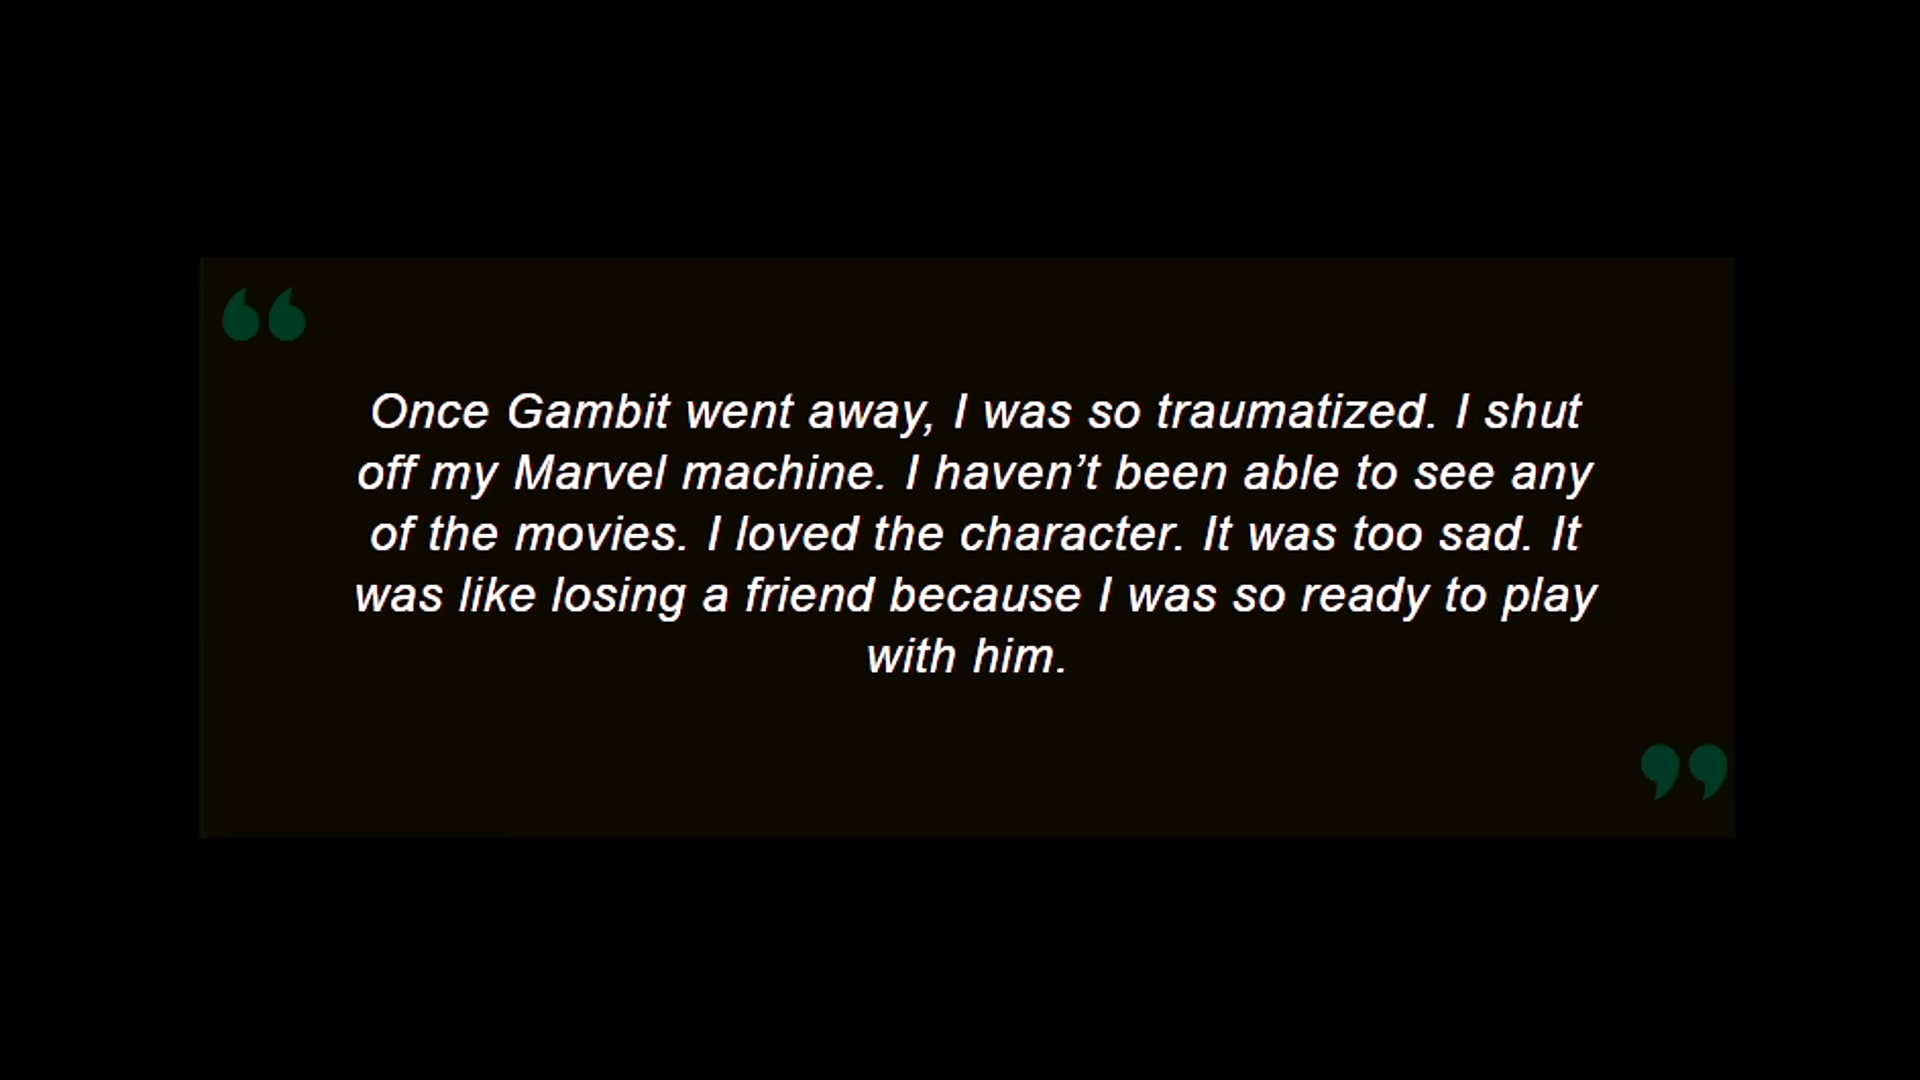 “
Once Gambit went away, I was so traumatized. I shut
off my Marvel machine. I haven’t been able to see any
of the movies. I loved the character. It was too sad. It
was like losing a friend because I was so ready to play
with him.
”